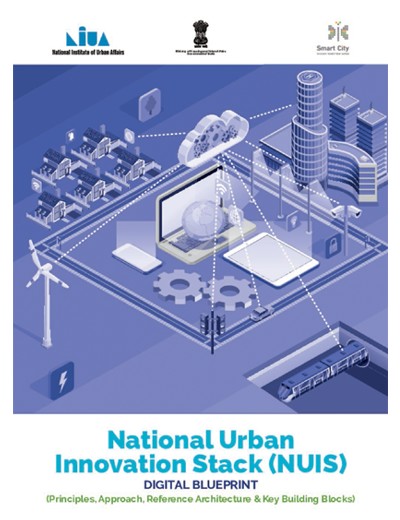 NIUA
National Institute of Urban Affairs
Smart City
National Urban
Innovation Stack (NUIS)
DIGITAL BLUEPRINT
(Principles, Approach, Reference Architecture & Key Building Blocks)